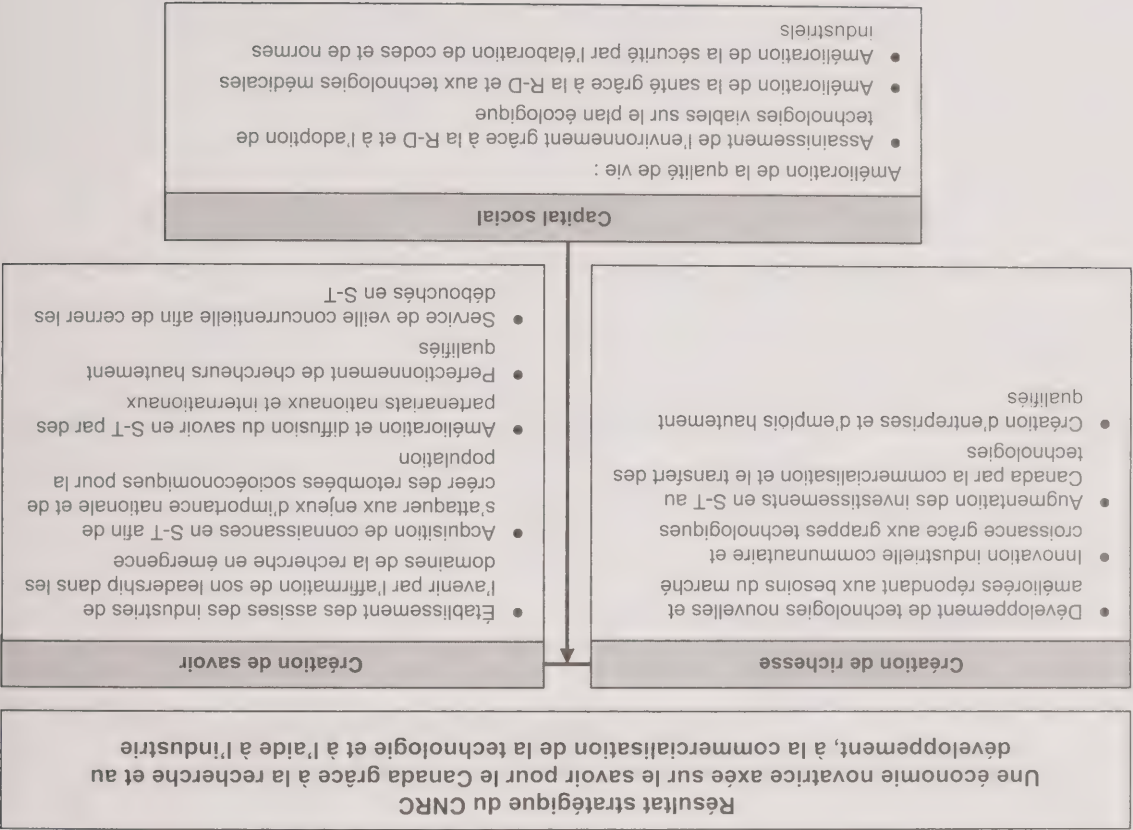 Résultat stratégique du CNRC
Une économie novatrice axée sur le savoir pour le Canada grâce à la recherche et au
développement, à la commercialisation de la technologie et à l'aide à l'industrie
Création de richesse
• Développement de technologies nouvelles et
améliorées répondant aux besoins du marché
• Innovation industrielle communautaire et
croissance grâce aux grappes technologiques
• Augmentation des investissements en S-T au
Canada par la commercialisation et le transfert des
technologies
• Création d'entreprises et d'emplois hautement
qualifiés
Création de savoir
• Établissement des assises des industries de
l'avenir par l'affirmation de son leadership dans les
domaines de la recherche en émergence
• Acquisition de connaissances en S-T afin de
s'attaquer aux enjeux d'importance nationale et de
créer des retombées socioéconomiques pour la
population
• Amélioration et diffusion du savoir en S-T par des
partenariats nationaux et internationaux
• Perfectionnement de chercheurs hautement
qualifiés
• Service de veille concurrentielle afin de cerner les
débouchés en S-T
Capital social
Amélioration de la qualité de vie :
• Assainissement de l'environnement grâce à la R-D et à l'adoption de
technologies viables sur le plan écologique
• Amélioration de la santé grâce à la R-D et aux technologies médicales
• Amélioration de la sécurité par l'élaboration de codes et de normes
industriels